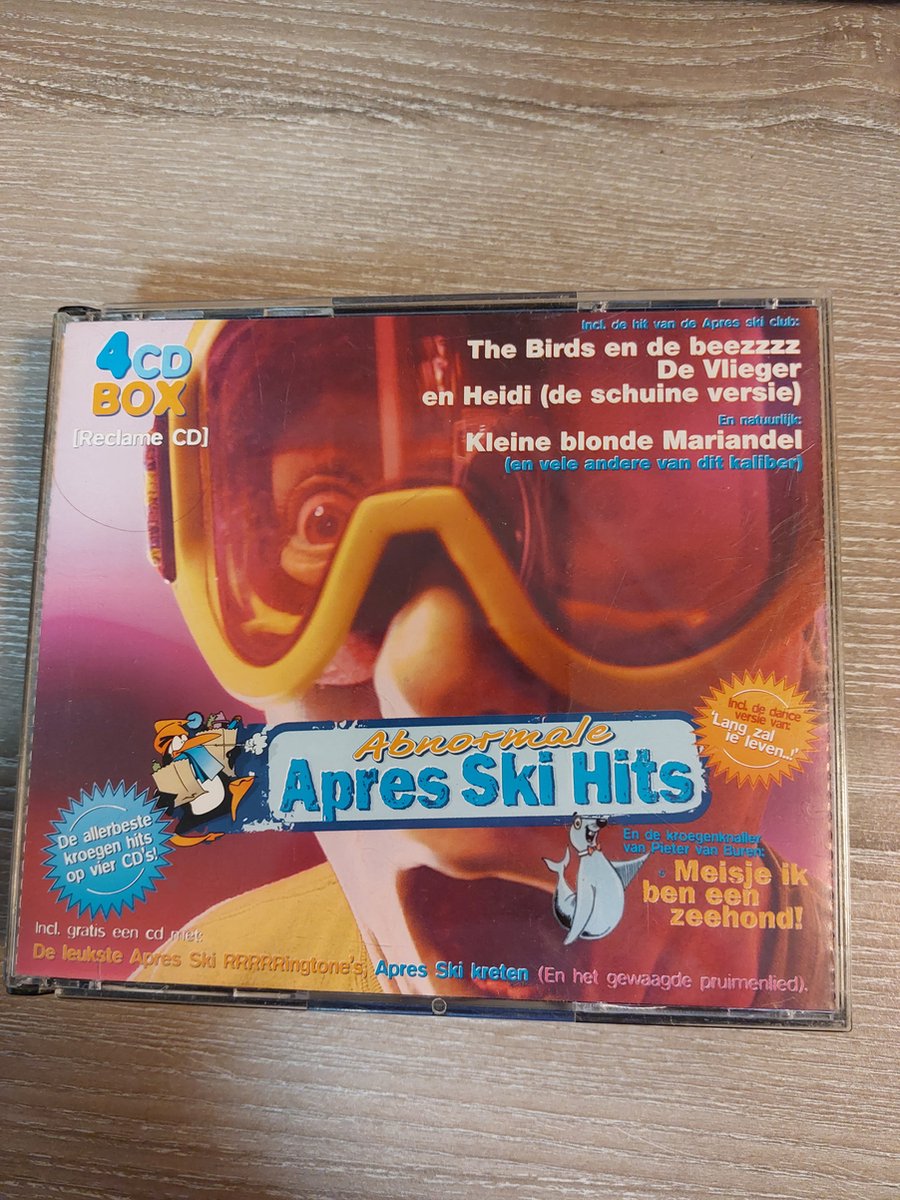 4CD
BOX
[Reclame CD]
Incl. de hit van de Apres ski club:
The Birds en de beezzzz
De Vlieger
en Heidi (de schuine versie)
En natuurlijk:
Kleine blonde Mariandel
(en vele andere van dit kaliber)
Incl. de dance
versie van:
'Lang zal
ie leven...!'
Abnormale
Apres Ski Hits
De allerbeste
kroegen hits
op vier CD's!
En de kroegenknaller
van Pieter van Buren:
Meisje ik
ben een
zeehond!
Incl. gratis een cd met:
De leukste Apres Ski RRRRRingtone's, Apres Ski kreten (En het gewaagde pruimenlied).